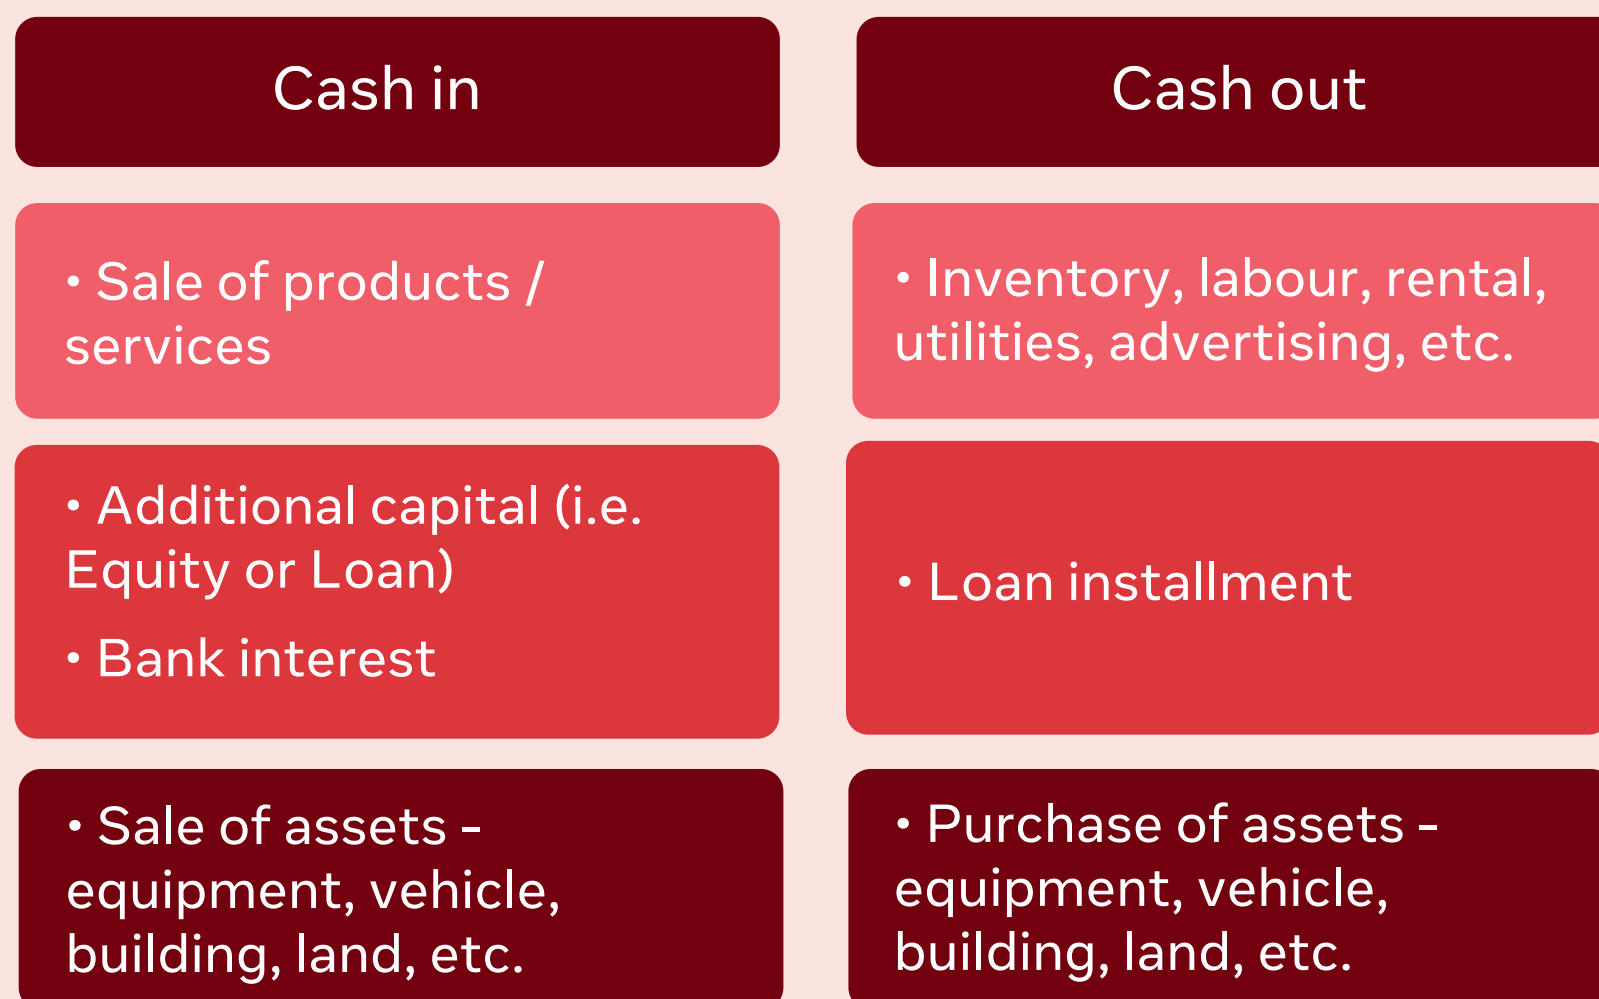 Cash in
Cash out
• Sale of products /
services
• Inventory, labour, rental,
utilities, advertising, etc.
• Additional capital (i.e.
Equity or Loan)
• Bank interest
• Loan installment
• Sale of assets -
equipment, vehicle,
building, land, etc.
• Purchase of assets -
equipment, vehicle,
building, land, etc.